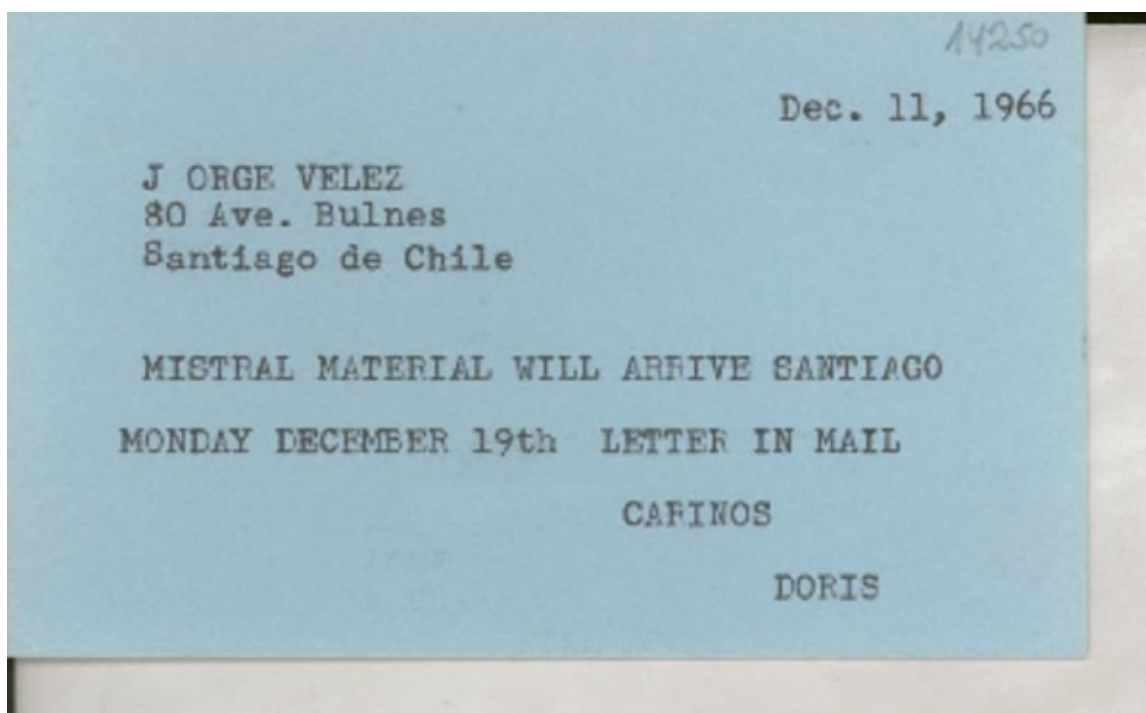 14250
Dec. 11, 1966
J ORGE VELEZ
80 Ave. Bulnes
Santiago de Chile
MISTRAL MATERIAL WILL ARRIVE SANTIAGO
MONDAY DECEMBER 19th LETTER IN MAIL
CARINOS
DORIS